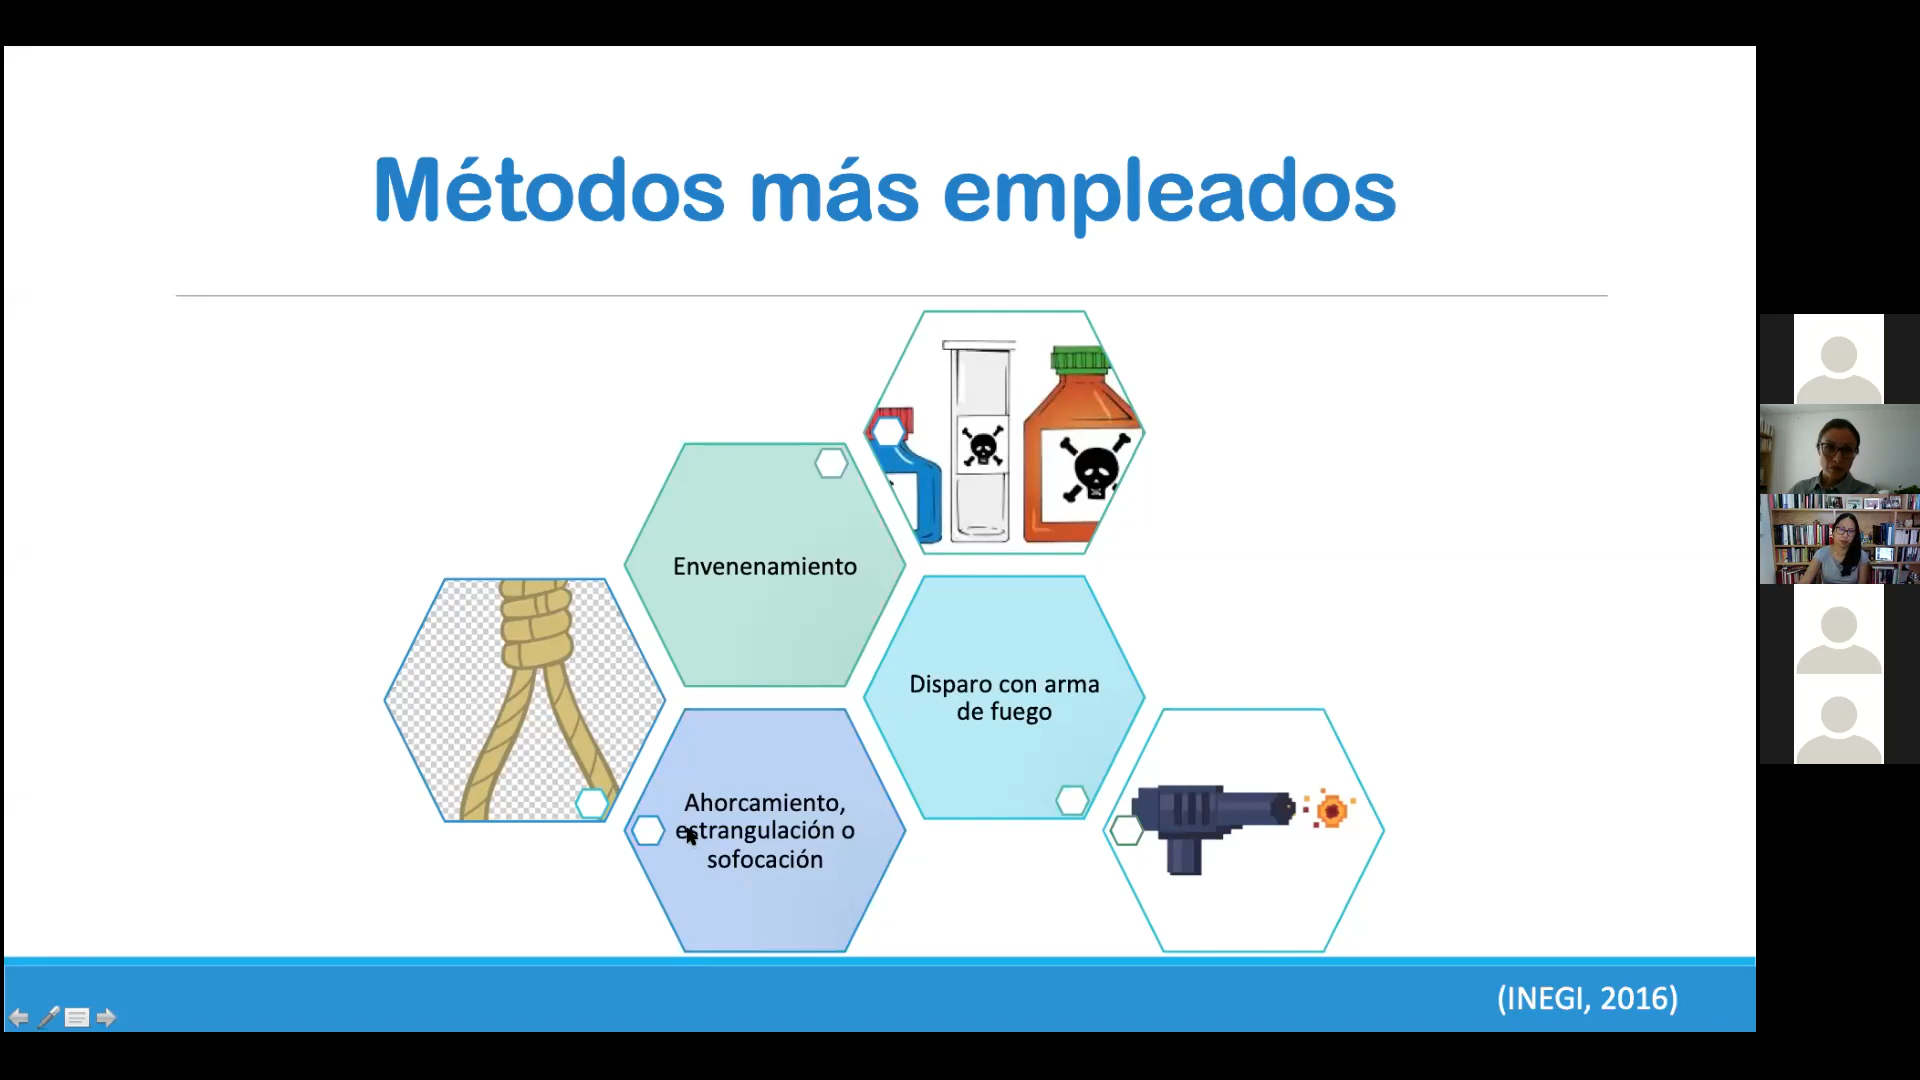 Métodos más empleados
Envenenamiento
Disparo con arma
de fuego
Ahorcamiento,
estrangulación o
sofocación
(INEGI, 2016)